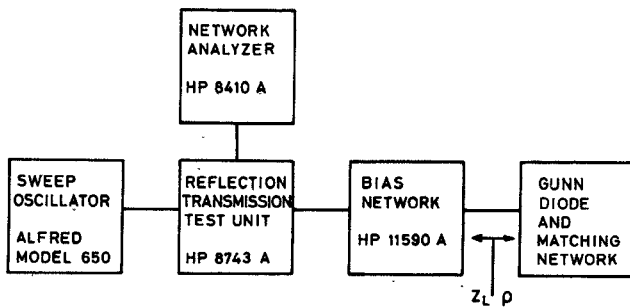 NETWORK
ANALYZER
HP 8410 A
SWEEP
OSCILLATOR
ALFRED
MODEL 650
REFLECTION
TRANSMISSION
TEST UNIT
HP 8743 A
BIAS
NETWORK
HP 11590 A
GUNN
DIODE
AND
MATCHING
NETWORK
Z_L ρ